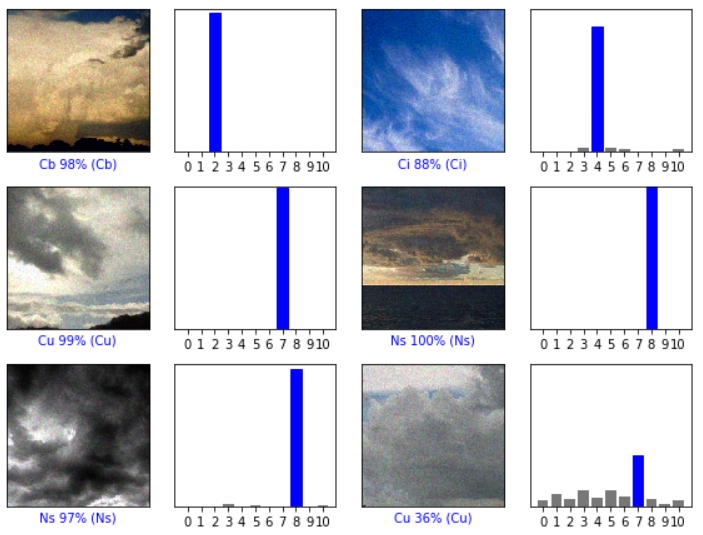 0 1 2 3 4 5 6 7 8 9 10 0 1 2 3 4 5 6 7 8 9 10
Cb 98% (Cb) Ci 88% (Ci)
0 1 2 3 4 5 6 7 8 9 10 0 1 2 3 4 5 6 7 8 9 10
Cu 99% (Cu) Ns 100% (Ns)
0 1 2 3 4 5 6 7 8 9 10 0 1 2 3 4 5 6 7 8 9 10
Ns 97% (Ns) Cu 36% (Cu)